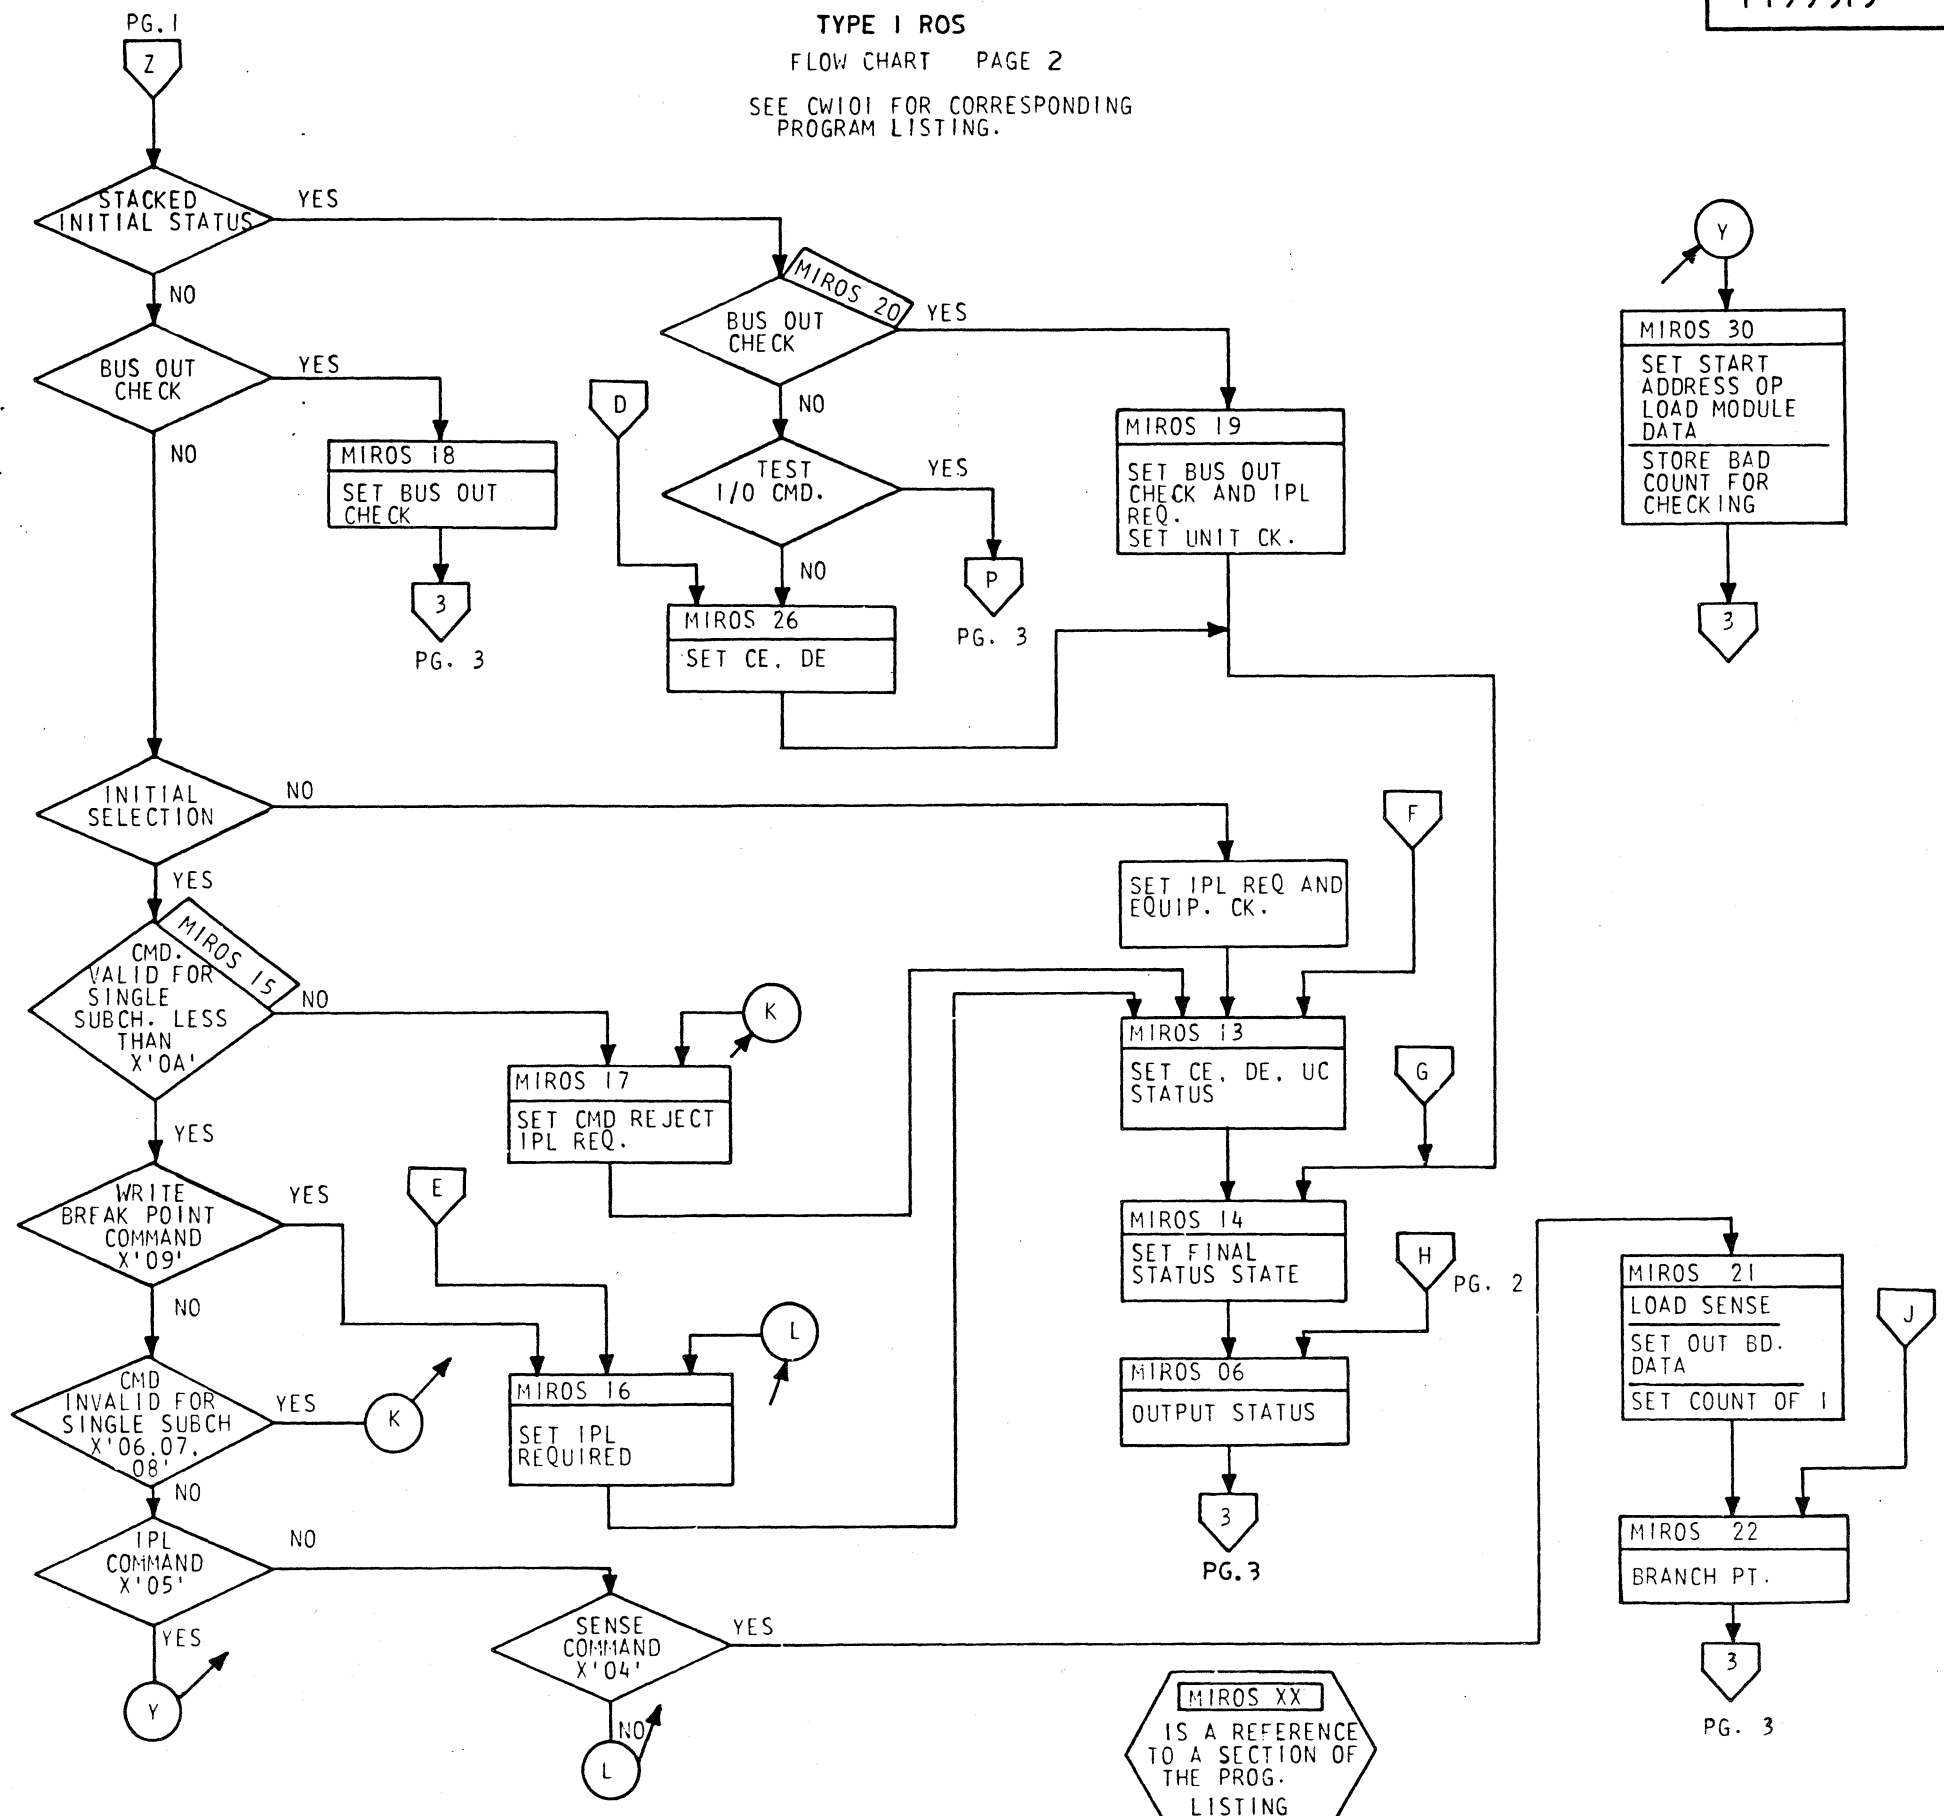 PG.1
Z
TYPE 1 ROS
FLOW CHART PAGE 2
SEE CW101 FOR CORRESPONDING
PROGRAM LISTING.
STACKED
INITIAL STATUS
YES
NO
BUS OUT
CHECK
YES
NO
MIROS 18
SET BUS OUT
CHECK
3
PG. 3
MIROS 20
BUS OUT
CHECK
YES
NO
D
TEST
I/O CMD.
YES
NO
P
PG. 3
MIROS 26
SET CE, DE
MIROS 19
SET BUS OUT
CHECK AND IPL
REQ.
SET UNIT CK.
Y
MIROS 30
SET START
ADDRESS OP
LOAD MODULE
DATA
STORE BAD
COUNT FOR
CHECKING
3
INITIAL
SELECTION
NO
YES
F
SET IPL REQ AND
EQUIP. CK.
MIROS 15
CMD.
VALID FOR
SINGLE
SUBCH. LESS
THAN
X'0A'
NO
YES
K
MIROS 17
SET CMD REJECT
IPL REQ.
MIROS 13
SET CE, DE, UC
STATUS
G
WRITE
BREAK POINT
COMMAND
X'09'
YES
NO
E
L
MIROS 16
SET IPL
REQUIRED
MIROS 14
SET FINAL
STATUS STATE
H
PG. 2
MIROS 06
OUTPUT STATUS
3
PG.3
CMD
INVALID FOR
SINGLE SUBCH
X'06,07,
08'
YES
K
NO
IPL
COMMAND
X'05'
NO
YES
Y
SENSE
COMMAND
X'04'
YES
NO
L
MIROS 21
LOAD SENSE
SET OUT BD.
DATA
SET COUNT OF 1
J
MIROS 22
BRANCH PT.
3
PG. 3
MIROS XX
IS A REFERENCE
TO A SECTION OF
THE PROG.
LISTING